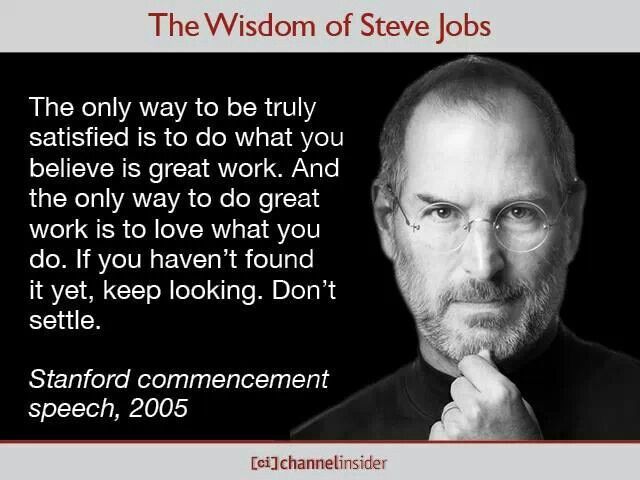 The Wisdom of Steve Jobs
The only way to be truly
satisfied is to do what you
believe is great work. And
the only way to do great
work is to love what you
do. If you haven’t found
it yet, keep looking. Don’t
settle.
Stanford commencement
speech, 2005
[ci]channelinsider